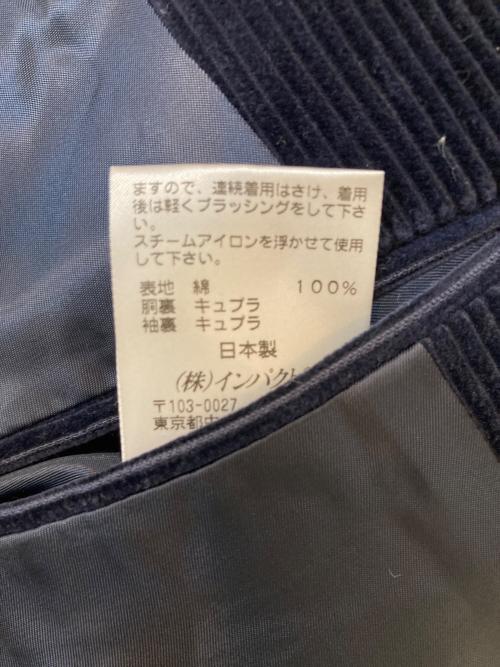 ますので、連続着用はさけ、着用
後は軽くブラッシングをして下さ
い。
スチームアイロンを浮かせて使用
して下さい。
表地 綿 100%
胴裏 キュプラ
袖裏 キュプラ
日本製
(株)インパクト
〒103-0027
東京都中